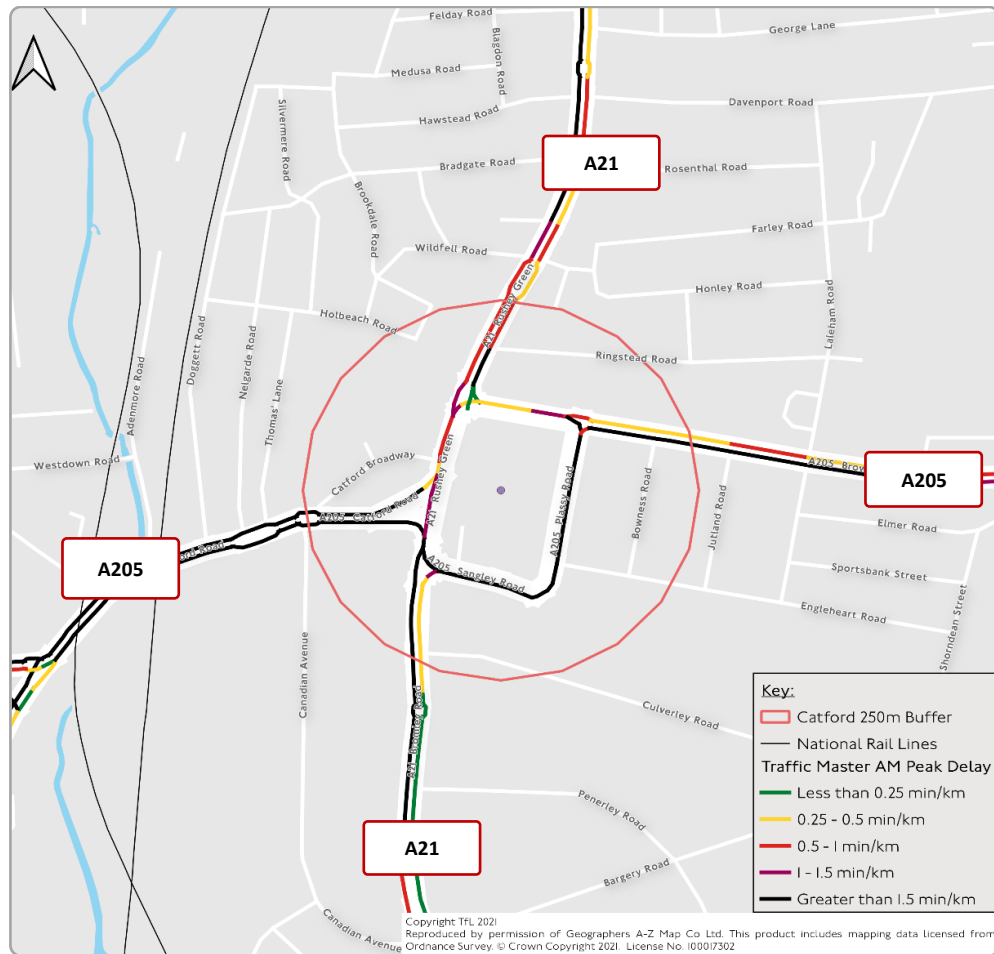 Felday Road
George Lane
Blagdon Road
Medusa Road
Davenport Road
Silvermere Road
Hawstead Road
A21
Bradgate Road
Rosenthal Road
Brookdale Road
Farley Road
Wildfell Road
A21 Rushey Green
Honley Road
Laleham Road
Holbeach Road
Doggett Road
Nelgarde Road
Ringstead Road
Adenmore Road
Thomas' Lane
A21 Rushey Green
Westdown Road
Catford Broadway
A205 Brow
A205
A205 Catford Road
A21 Rushey Green
A205 Plassy Road
Bowness Road
Jutland Road
Elmer Road
ord Road
A205
A205 Sangley Road
Sportsbank Street
Engleheart Road
Shorndean Street
Canadian Avenue
Culverley Road
A21 Bromley Road
Penerley Road
A21
Bargery Road
Canadian Avenue
Key:
Catford 250m Buffer
National Rail Lines
Traffic Master AM Peak Delay
Less than 0.25 min/km
0.25 - 0.5 min/km
0.5 - 1 min/km
1 - 1.5 min/km
Greater than 1.5 min/km
Copyright TfL 2021
Reproduced by permission of Geographers A-Z Map Co Ltd. This product includes mapping data licensed from
Ordnance Survey. © Crown Copyright 2021. License No. 100017302